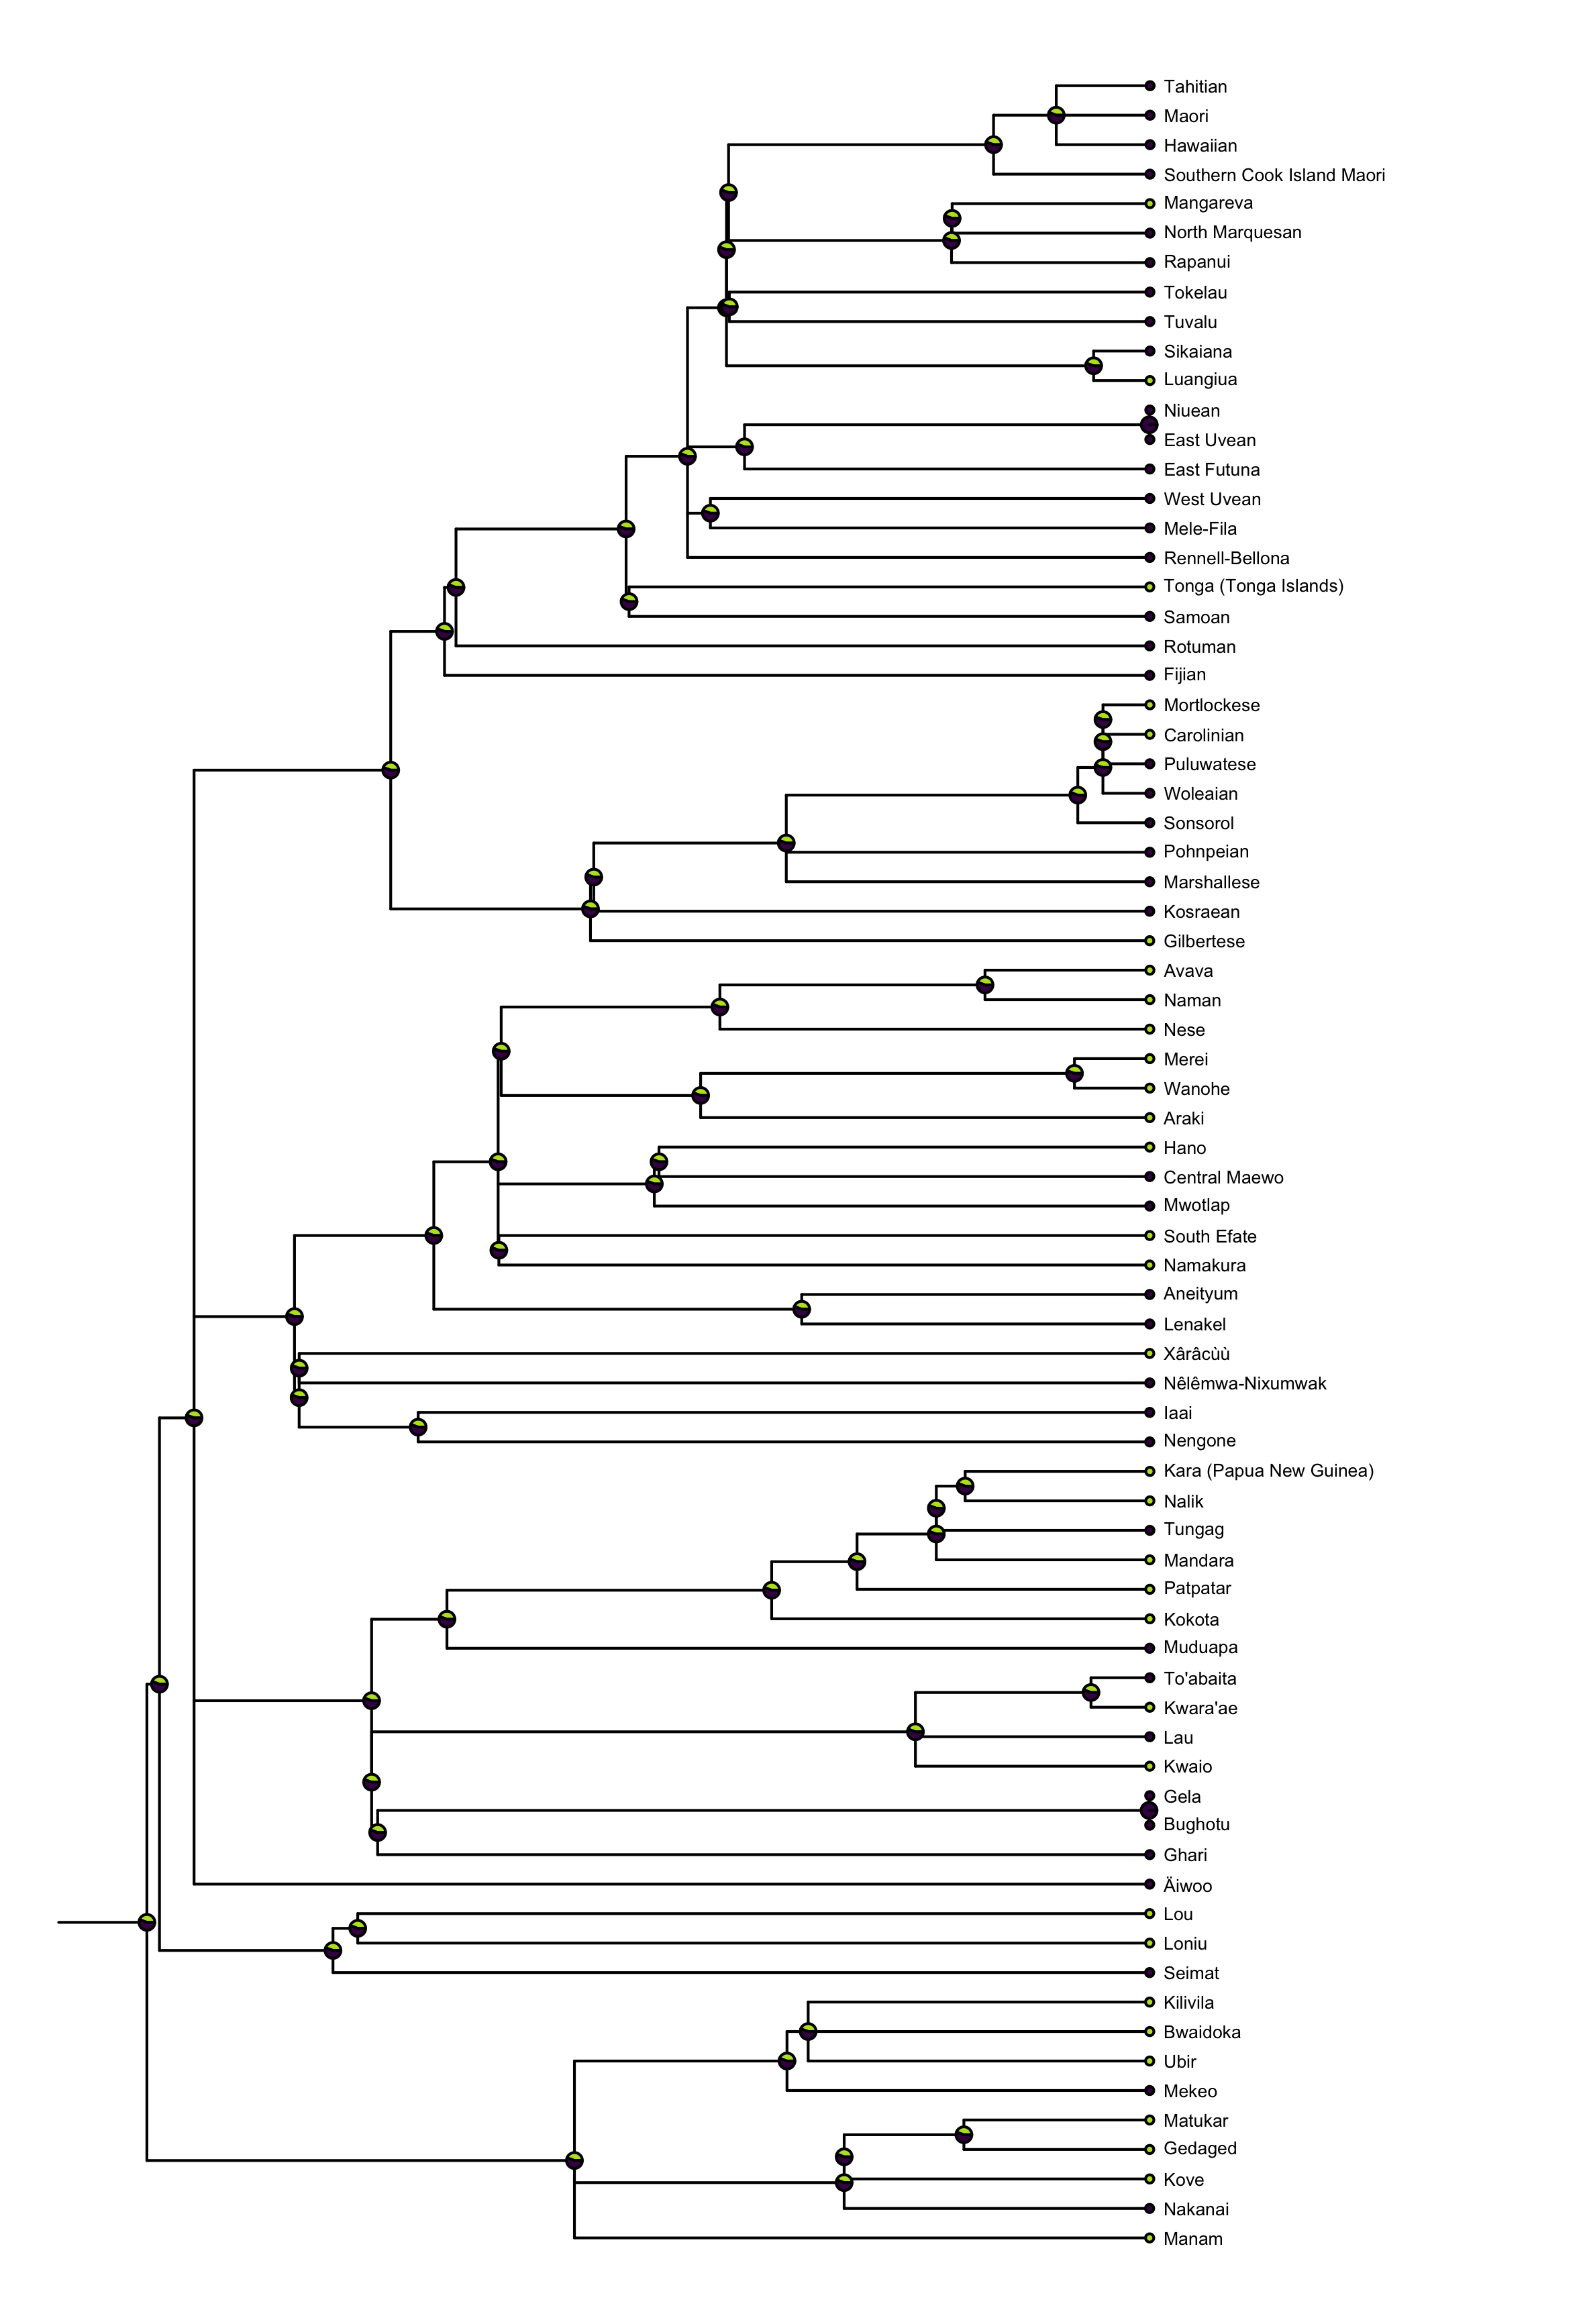 Tahitian
Maori
Hawaiian
Southern Cook Island Maori
Mangareva
North Marquesan
Rapanui
Tokelau
Tuvalu
Sikaiana
Luangiua
Niuean
East Uvean
East Futuna
West Uvean
Mele-Fila
Rennell-Bellona
Tonga (Tonga Islands)
Samoan
Rotuman
Fijian
Mortlockese
Carolinian
Puluwatese
Woleaian
Sonsorol
Pohnpeian
Marshallese
Kosraean
Gilbertese
Avava
Naman
Nese
Merei
Wanohe
Araki
Hano
Central Maewo
Mwotlap
South Efate
Namakura
Aneityum
Lenakel
Xârâcùù
Nêlêmwa-Nixumwak
Iaai
Nengone
Kara (Papua New Guinea)
Nalik
Tungag
Mandara
Patpatar
Kokota
Muduapa
To'abaita
Kwara'ae
Lau
Kwaio
Gela
Bughotu
Ghari
Äiwoo
Lou
Loniu
Seimat
Kilivila
Bwaidoka
Ubir
Mekeo
Matukar
Gedaged
Kove
Nakanai
Manam